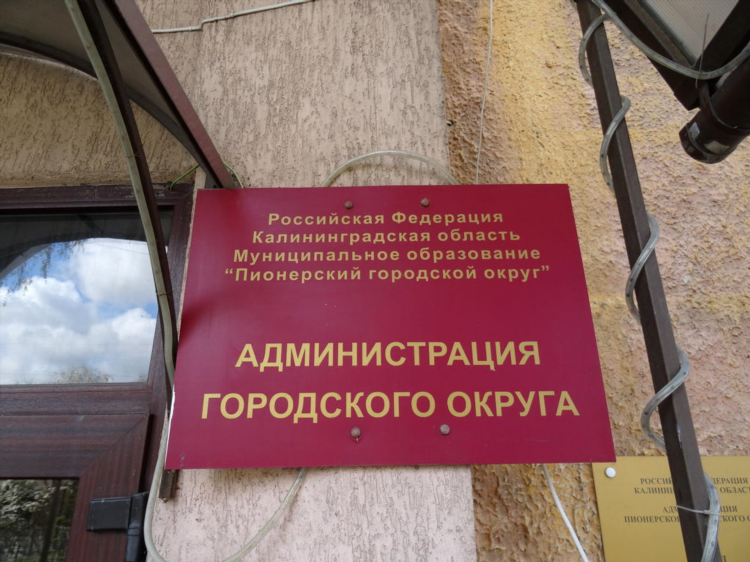 Российская Федерация
Калининградская область
Муниципальное образование
“Пионерский городской округ”
АДМИНИСТРАЦИЯ
ГОРОДСКОГО ОКРУГА